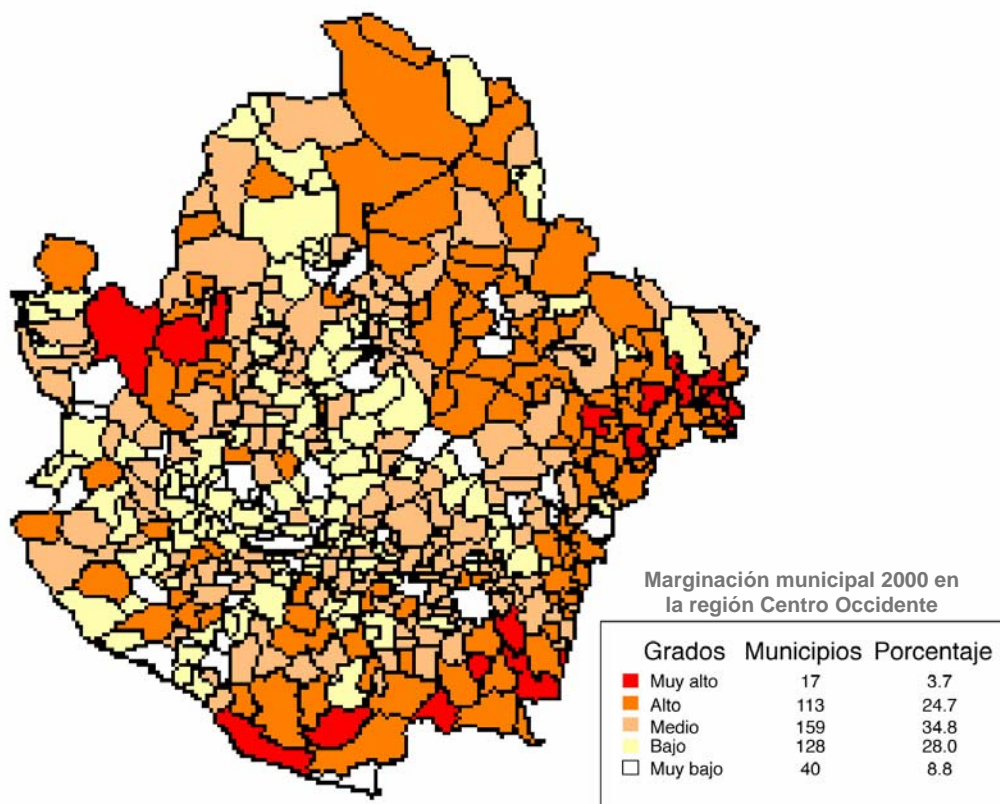 Marginación municipal 2000 en
la región Centro Occidente
Grados Municipios Porcentaje
Muy alto 17 3.7
Alto 113 24.7
Medio 159 34.8
Bajo 128 28.0
Muy bajo 40 8.8